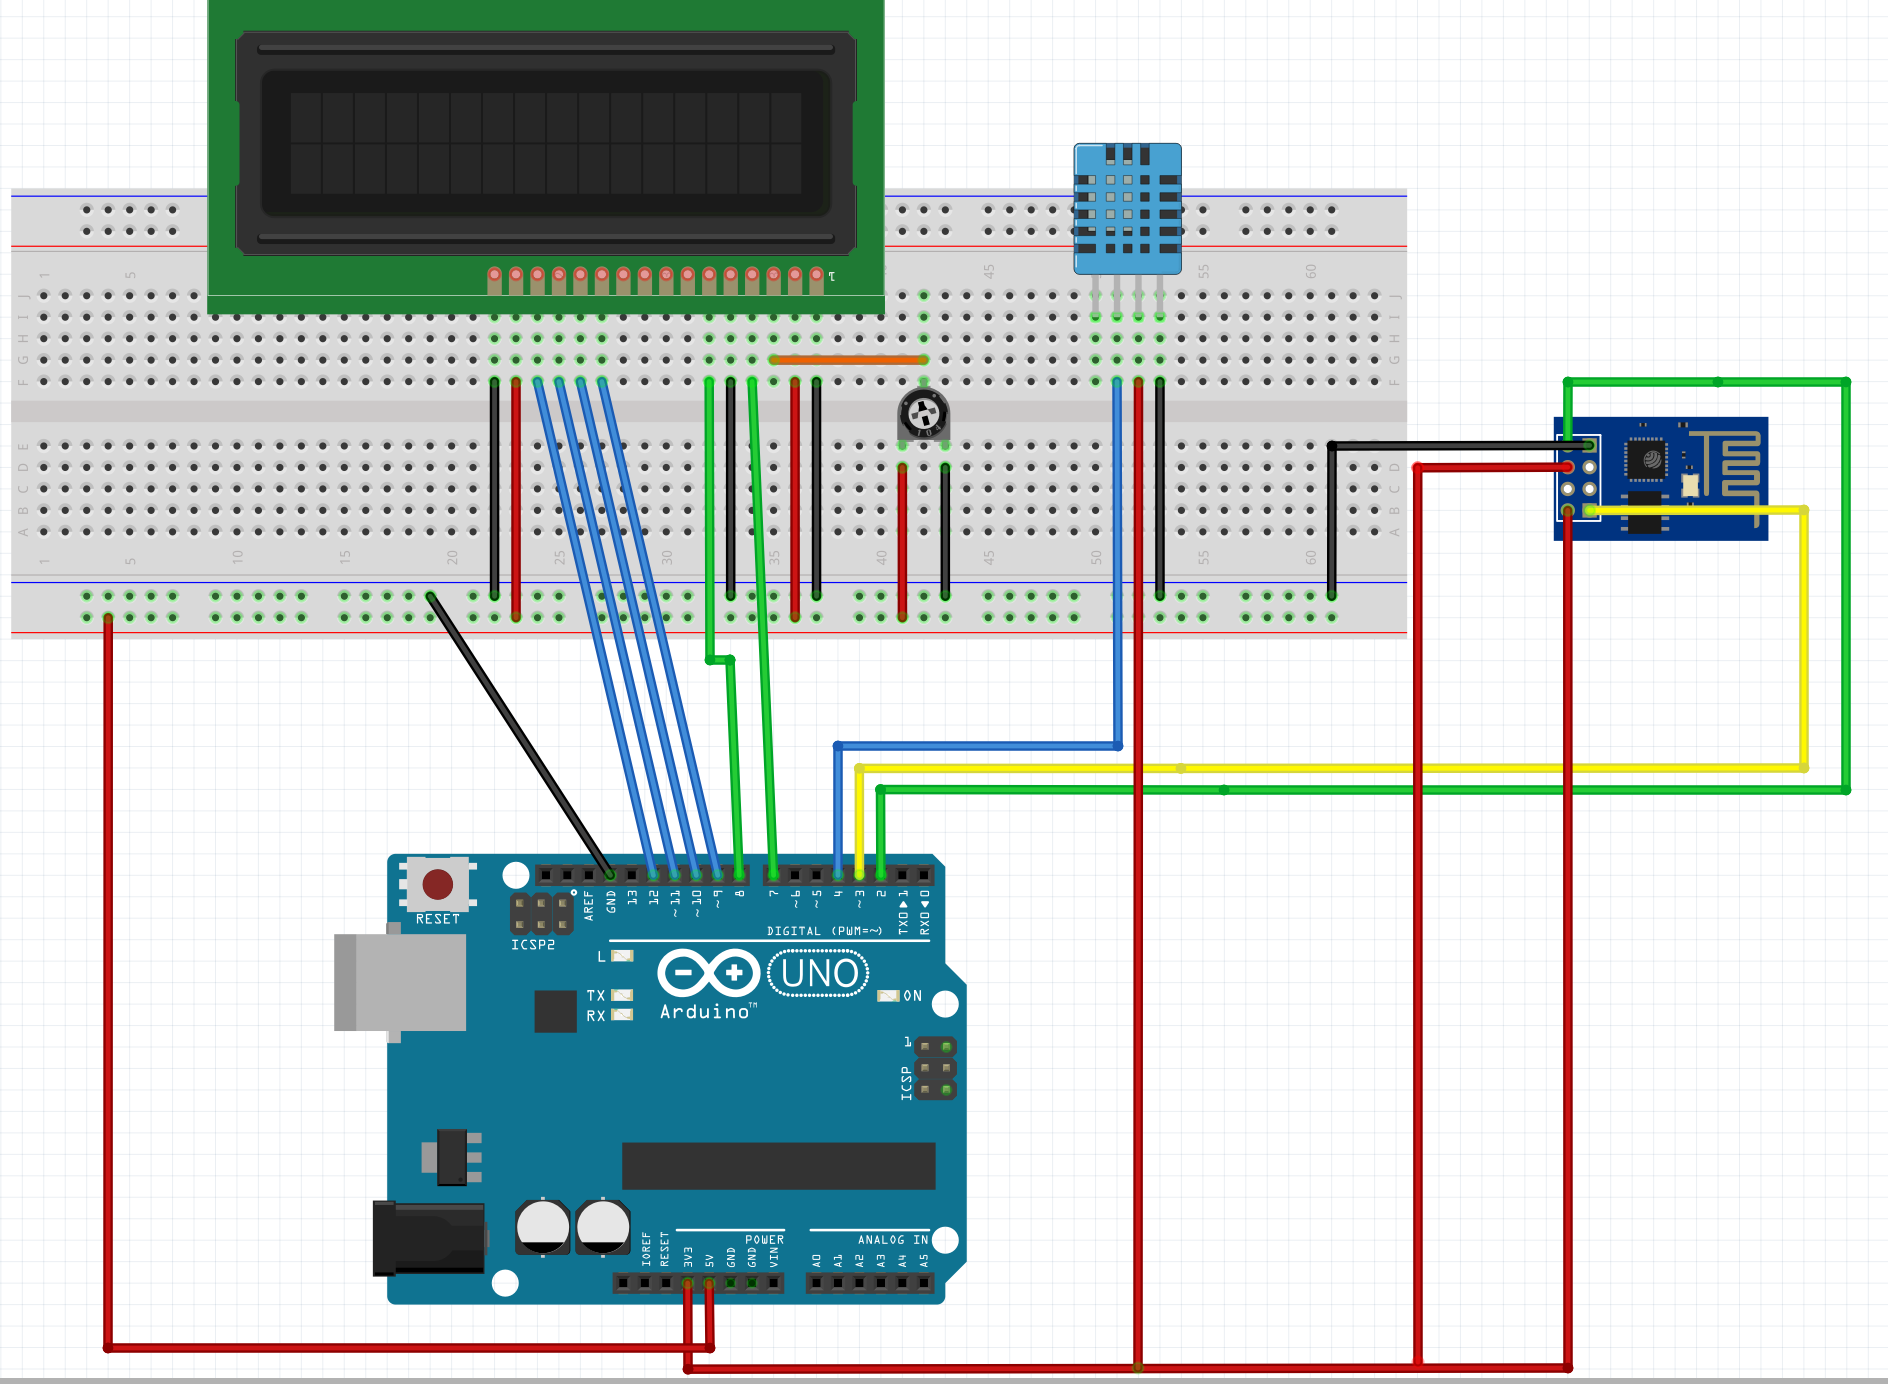 1
1 5 45 55 60
J J
I I
H H
G G
F F
E
D D
C C
B B
A A
1 5 10 15 20 25 30 35 40 45 50 55 60
RESET
AREF
GND
13
12
~11
~10
~9
8
7
~6
~5
4
~3
2
TX0▶1
RX0◀0
ICSP2
DIGITAL (PWM=~)
L
TX
RX
UNO
ON
Arduino™
1
ICSP
POWER
ANALOG IN
IOREF
RESET
3V3
5V
GND
GND
VIN
A0
A1
A2
A3
A4
A5